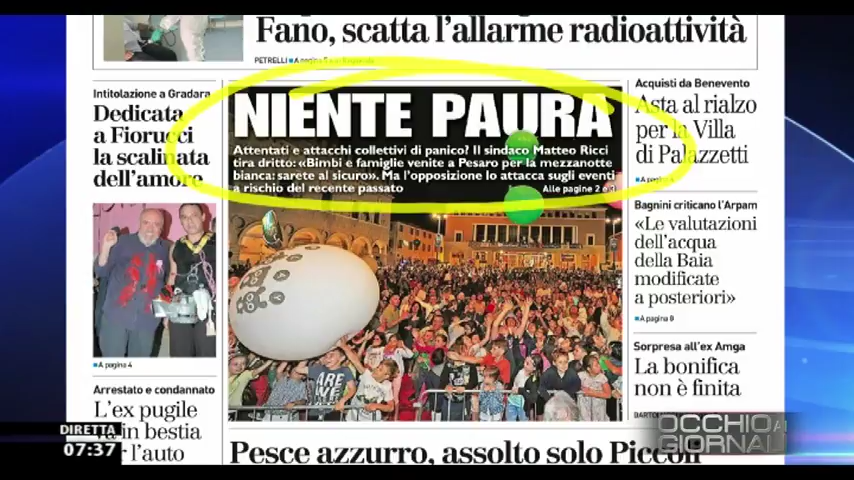 Fano, scatta l'allarme radioattività
PETRELLI
Intitolazione a Gradara
Dedicata
a Fiorucci
la scalinata
dell'amore
A pagina 4
Arrestato e condannato
L'ex pugile
va in bestia
l'auto
NIENTE PAURA
Attentati e attacchi collettivi di panico? Il sindaco Matteo Ricci
tira dritto: «Bimbi e famiglie venite a Pesaro per la mezzanotte
bianca: sarete al sicuro». Ma l'opposizione lo attacca sugli eventi
a rischio del recente passato
Alle pagine 2 e 3
ARE
LIVE
Acquisti da Benevento
Asta al rialzo
per la Villa
di Palazzetti
Bagnini criticano l'Arpam
«Le valutazioni
dell'acqua
della Baia
modificate
a posteriori»
A pagina 8
Sorpresa all'ex Amga
La bonifica
non è finita
Pesce azzurro, assolto solo Piccoli
DIRETTA
07:37
OCCHIO AI
GIORNALI